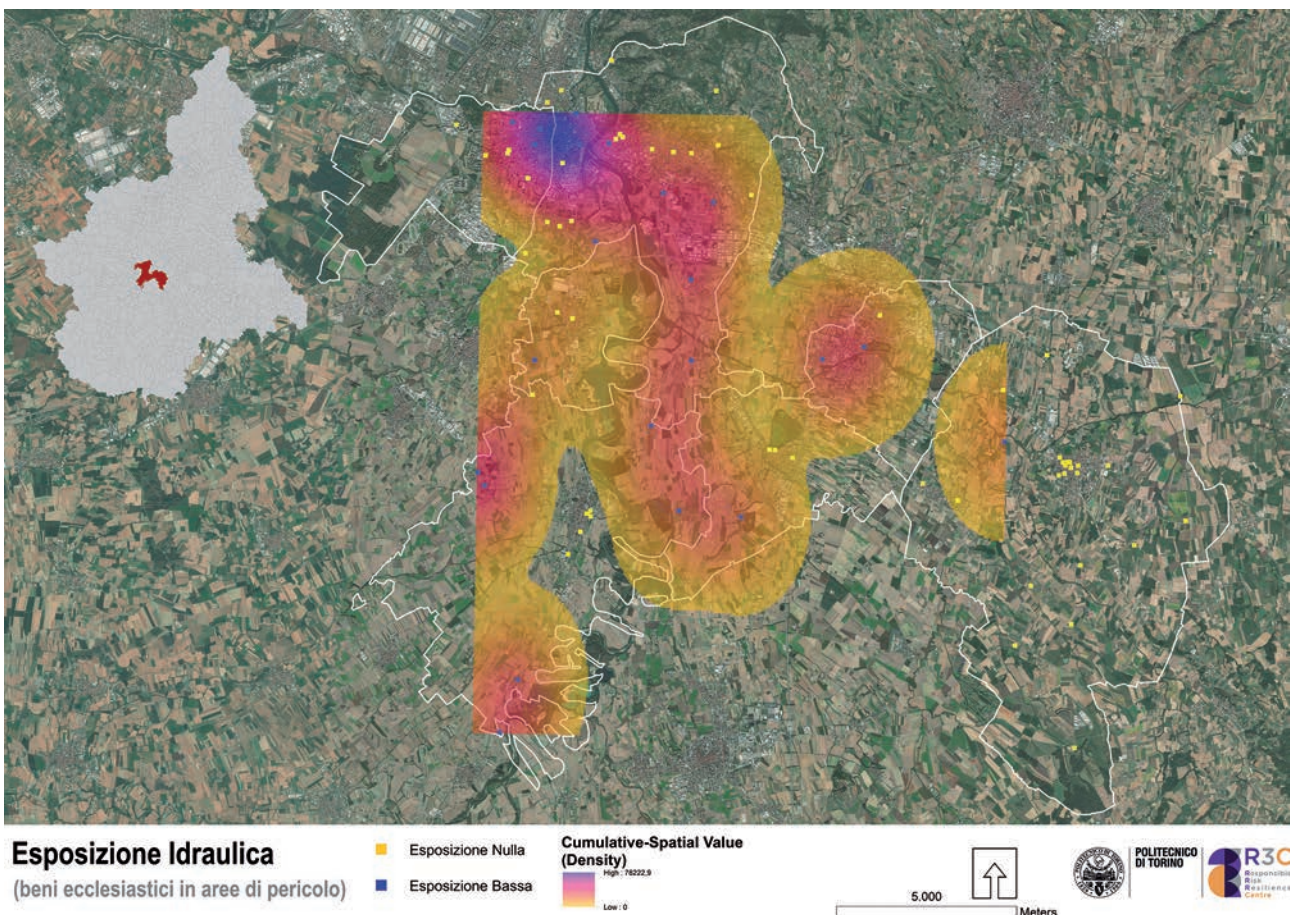 Esposizione Idraulica
(beni ecclesiastici in aree di pericolo)
Esposizione Nulla
Esposizione Bassa
Cumulative-Spatial Value
(Density)
High : 78222,9
Low : 0
5.000
Meters
POLITECNICO
DI TORINO
R3C
Responsible
Risk
Resilience
Centre